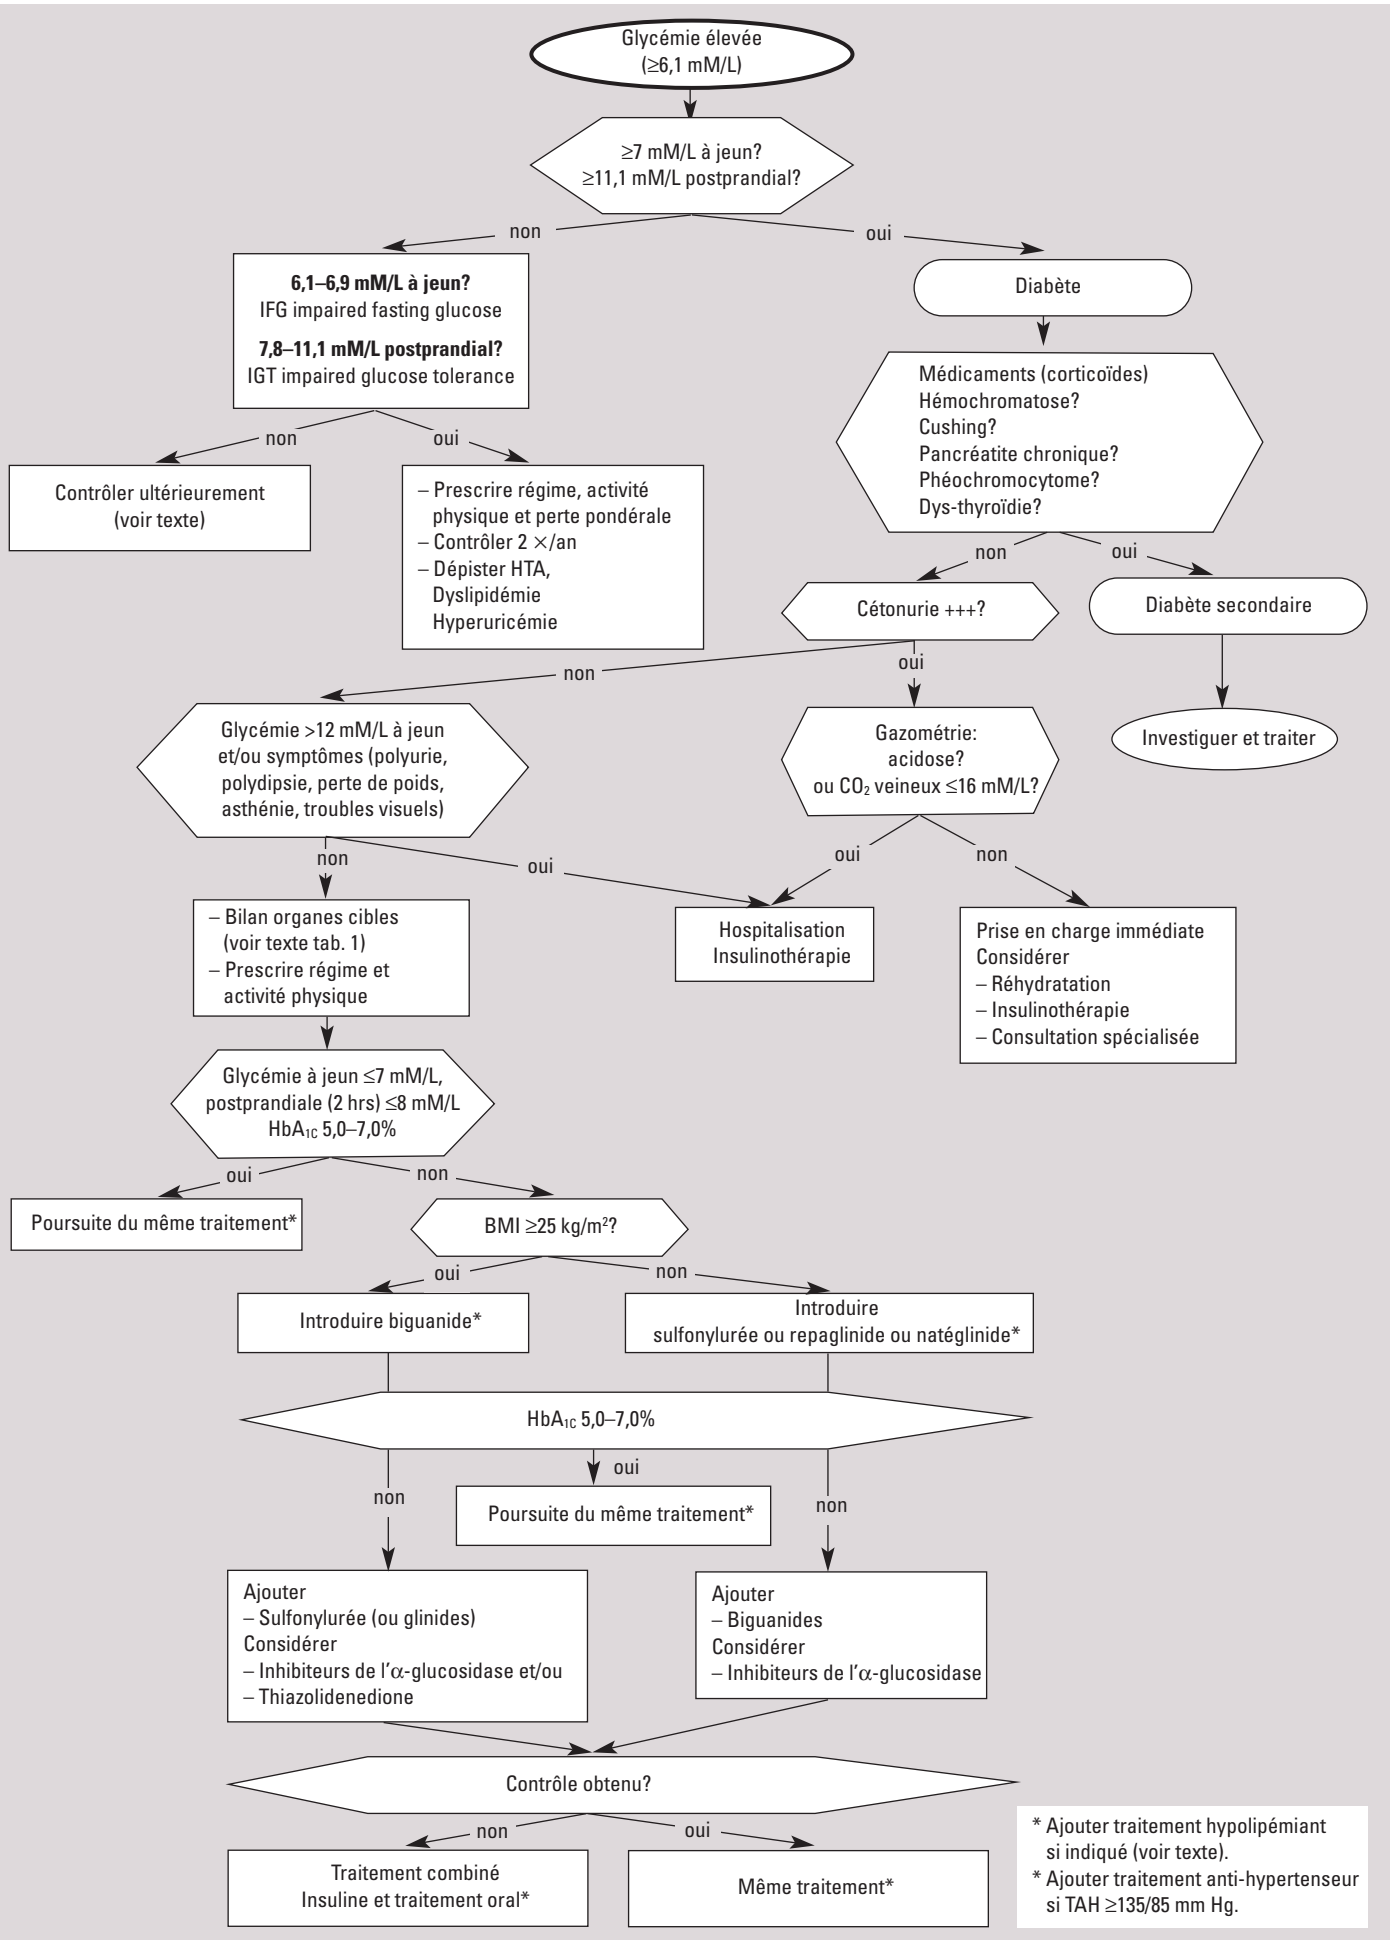 Glycémie élevée
(≥6,1 mM/L)
≥7 mM/L à jeun?
≥11,1 mM/L postprandial?
non
oui
6,1–6,9 mM/L à jeun?
IFG impaired fasting glucose
7,8–11,1 mM/L postprandial?
IGT impaired glucose tolerance
Diabète
Médicaments (corticoïdes)
Hémochromatose?
Cushing?
Pancréatite chronique?
Phéochromocytome?
Dys-thyroïdie?
non
oui
Contrôler ultérieurement
(voir texte)
– Prescrire régime, activité
physique et perte pondérale
– Contrôler 2 ×/an
– Dépister HTA,
Dyslipidémie
Hyperuricémie
non
oui
Cétonurie +++?
Diabète secondaire
non
oui
Glycémie >12 mM/L à jeun
et/ou symptômes (polyurie,
polydipsie, perte de poids,
asthénie, troubles visuels)
Gazométrie:
acidose?
ou CO₂ veineux ≤16 mM/L?
Investiguer et traiter
non
oui
oui
non
– Bilan organes cibles
(voir texte tab. 1)
– Prescrire régime et
activité physique
Hospitalisation
Insulinothérapie
Prise en charge immédiate
Considérer
– Réhydratation
– Insulinothérapie
– Consultation spécialisée
Glycémie à jeun ≤7 mM/L,
postprandiale (2 hrs) ≤8 mM/L
HbA1C 5,0–7,0%
oui
non
Poursuite du même traitement*
BMI ≥25 kg/m²?
oui
non
Introduire biguanide*
Introduire
sulfonylurée ou repaglinide ou natéglinide*
HbA1C 5,0–7,0%
non
oui
non
Poursuite du même traitement*
Ajouter
– Sulfonylurée (ou glinides)
Considérer
– Inhibiteurs de l'α-glucosidase et/ou
– Thiazolidenedione
Ajouter
– Biguanides
Considérer
– Inhibiteurs de l'α-glucosidase
Contrôle obtenu?
non
oui
Traitement combiné
Insuline et traitement oral*
Même traitement*
* Ajouter traitement hypolipémiant
si indiqué (voir texte).
* Ajouter traitement anti-hypertenseur
si TAH ≥135/85 mm Hg.